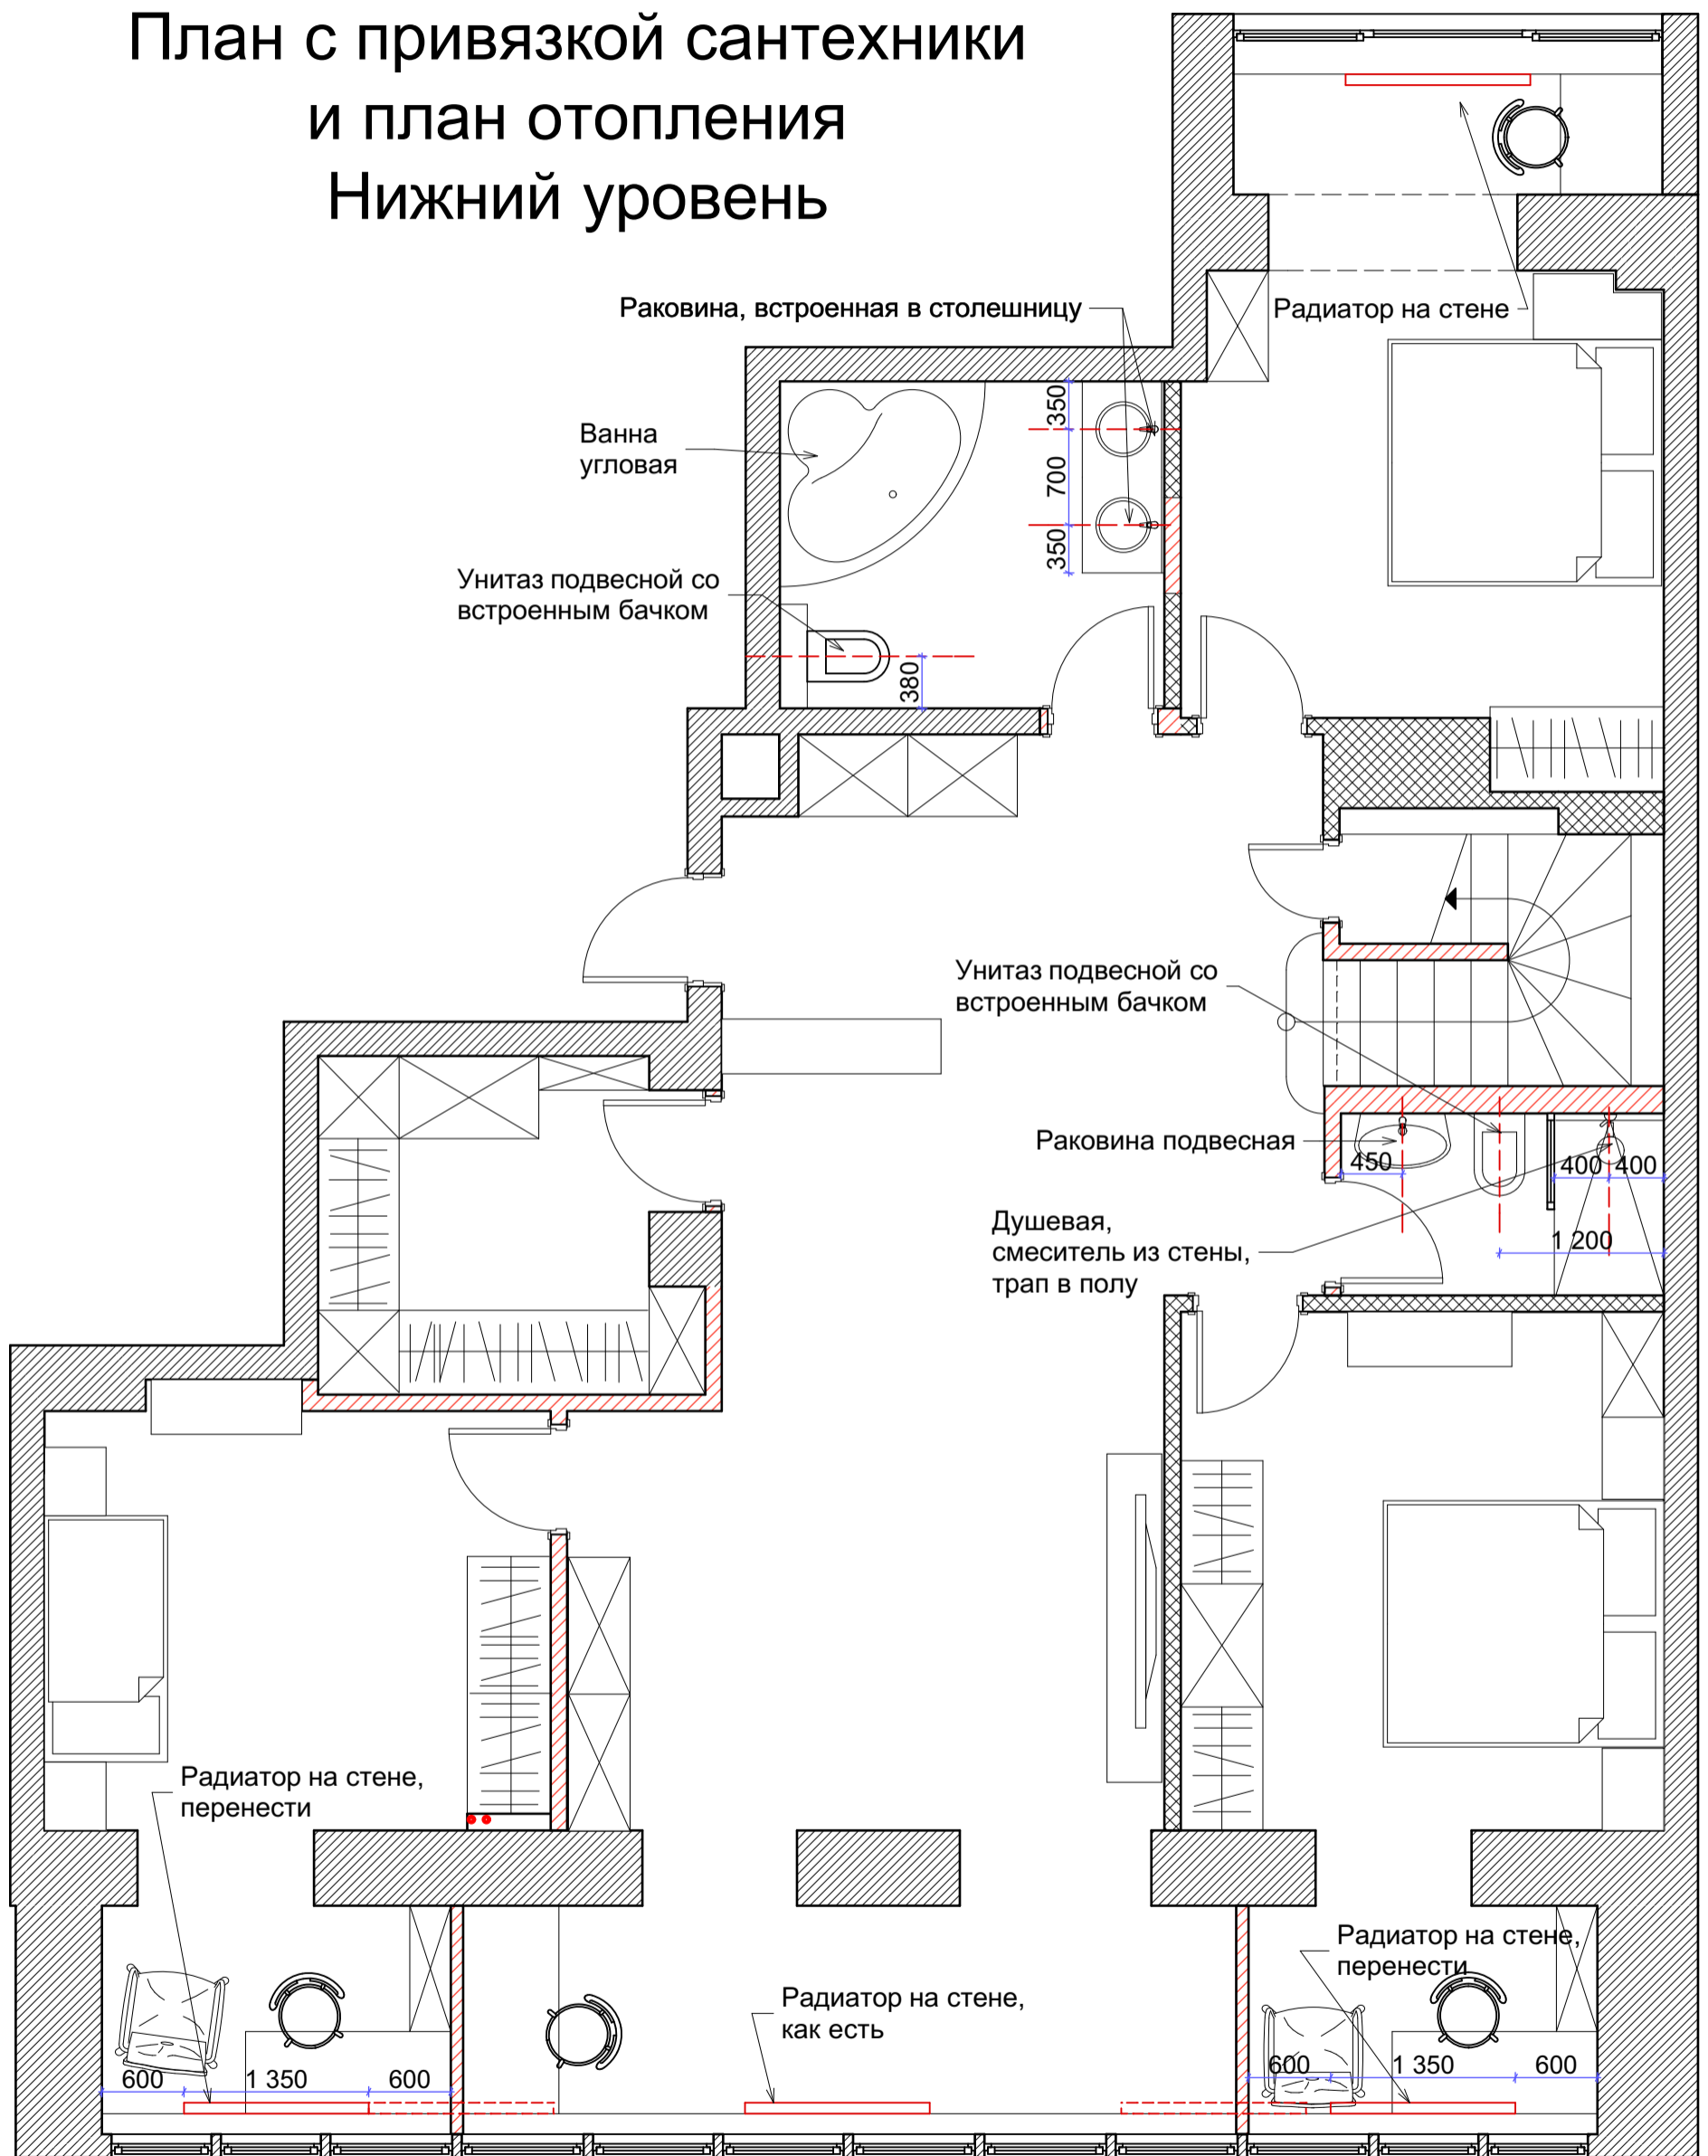 План с привязкой сантехники
и план отопления
Нижний уровень
Раковина, встроенная в столешницу
Радиатор на стене
350
Ванна
угловая
700
350
Унитаз подвесной со
встроенным бачком
380
Унитаз подвесной со
встроенным бачком
Раковина подвесная
450
400
400
Душевая,
смеситель из стены,
трап в полу
1 200
Радиатор на стене,
перенести
Радиатор на стене,
перенести
Радиатор на стене,
как есть
600
1 350
600
600
1 350
600